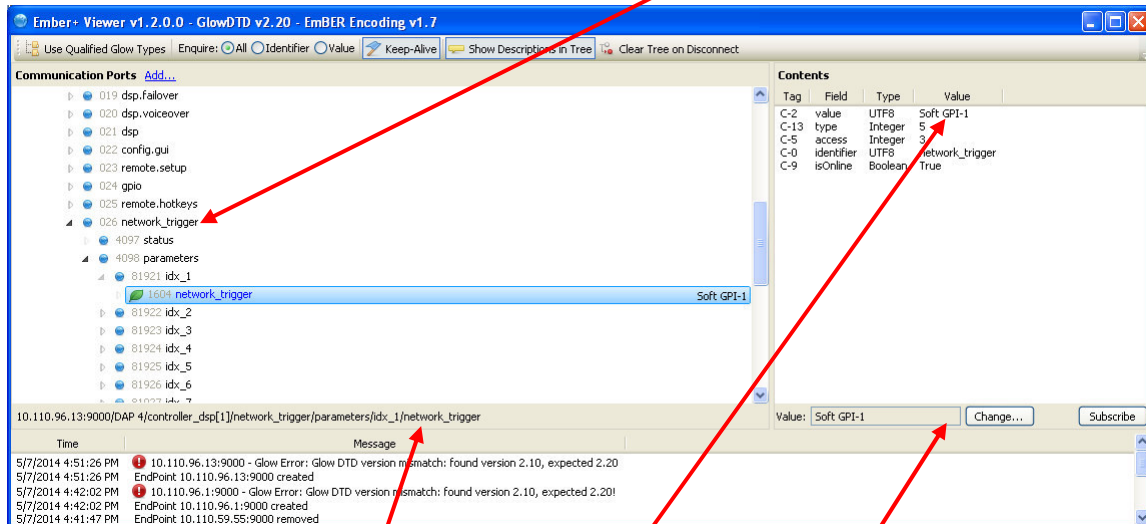 Ember+ Viewer v1.2.0.0 - GlowDTD v2.20 - EmBER Encoding v1.7
Use Qualified Glow Types Enquire: All Identifier Value Keep-Alive Show Descriptions in Tree Clear Tree on Disconnect
Communication Ports Add...
019 dsp.failover
020 dsp.voiceover
021 dsp
022 config.gui
023 remote.setup
024 gpio
025 remote.hotkeys
026 network_trigger
4097 status
4098 parameters
81921 idx_1
1604 network_trigger Soft GPI-1
81922 idx_2
81923 idx_3
81924 idx_4
81925 idx_5
81926 idx_6
81927 idx_7
10.110.96.13:9000/DAP 4/controller_dsp[1]/network_trigger/parameters/idx_1/network_trigger
Contents
Tag Field Type Value
C-2 value UTF8 Soft GPI-1
C-13 type Integer 5
C-5 access Integer 3
C-0 identifier UTF8 network_trigger
C-9 isOnline Boolean True
Value: Soft GPI-1 Change... Subscribe
Time Message
5/7/2014 4:51:26 PM 10.110.96.13:9000 - Glow Error: Glow DTD version mismatch: found version 2.10, expected 2.20
5/7/2014 4:51:26 PM EndPoint 10.110.96.13:9000 created
5/7/2014 4:42:02 PM 10.110.96.1:9000 - Glow Error: Glow DTD version mismatch: found version 2.10, expected 2.20!
5/7/2014 4:42:02 PM EndPoint 10.110.96.1:9000 created
5/7/2014 4:41:47 PM EndPoint 10.110.59.55:9000 removed